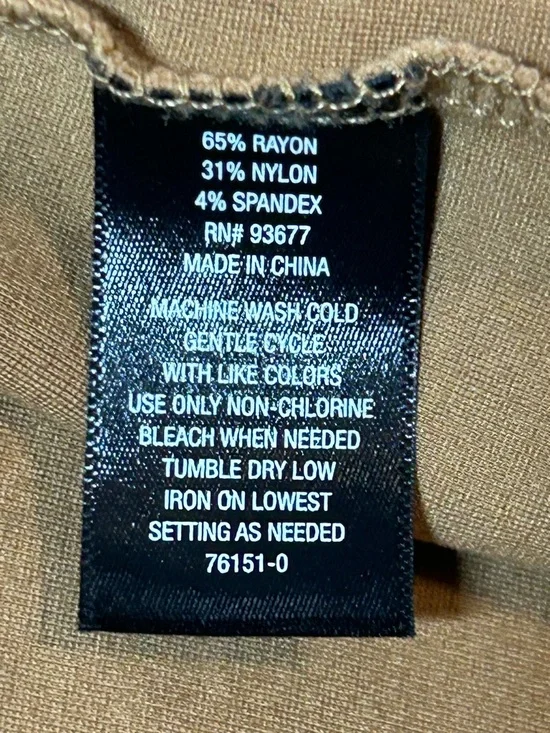 65% RAYON
31% NYLON
4% SPANDEX
RN# 93677
MADE IN CHINA
MACHINE WASH COLD
GENTLE CYCLE
WITH LIKE COLORS
USE ONLY NON-CHLORINE
BLEACH WHEN NEEDED
TUMBLE DRY LOW
IRON ON LOWEST
SETTING AS NEEDED
76151-0